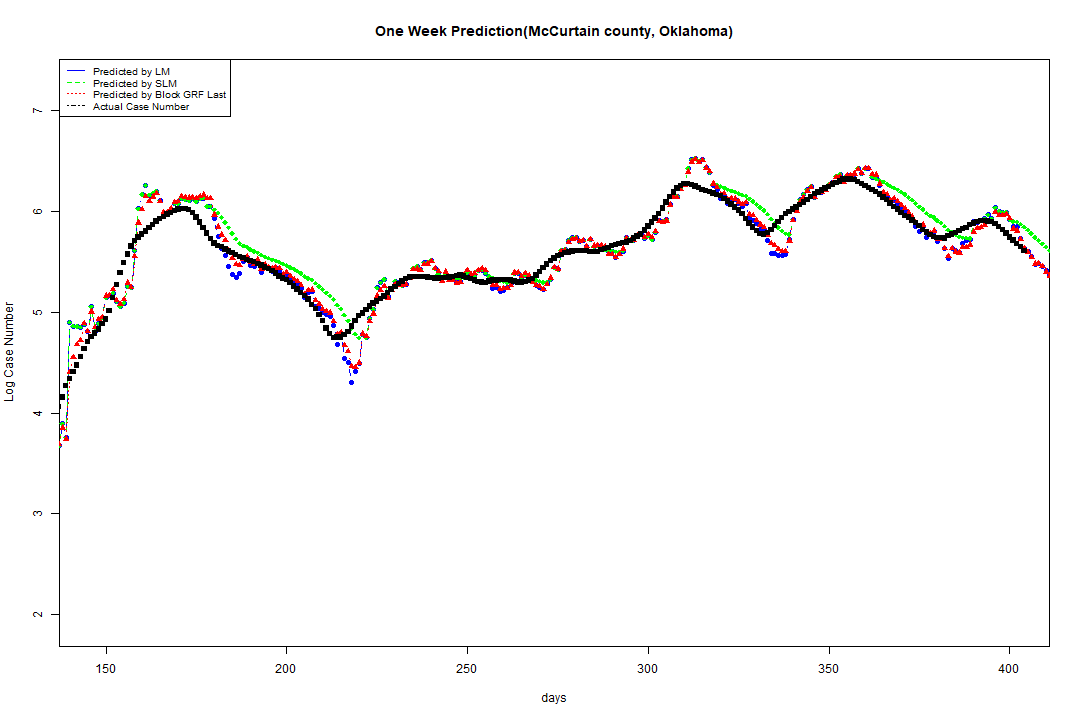 One Week Prediction(McCurtain county, Oklahoma)
Predicted by LM
Predicted by SLM
Predicted by Block GRF Last
Actual Case Number
Log Case Number
7
6
5
4
3
2
150 200 250 300 350 400
days